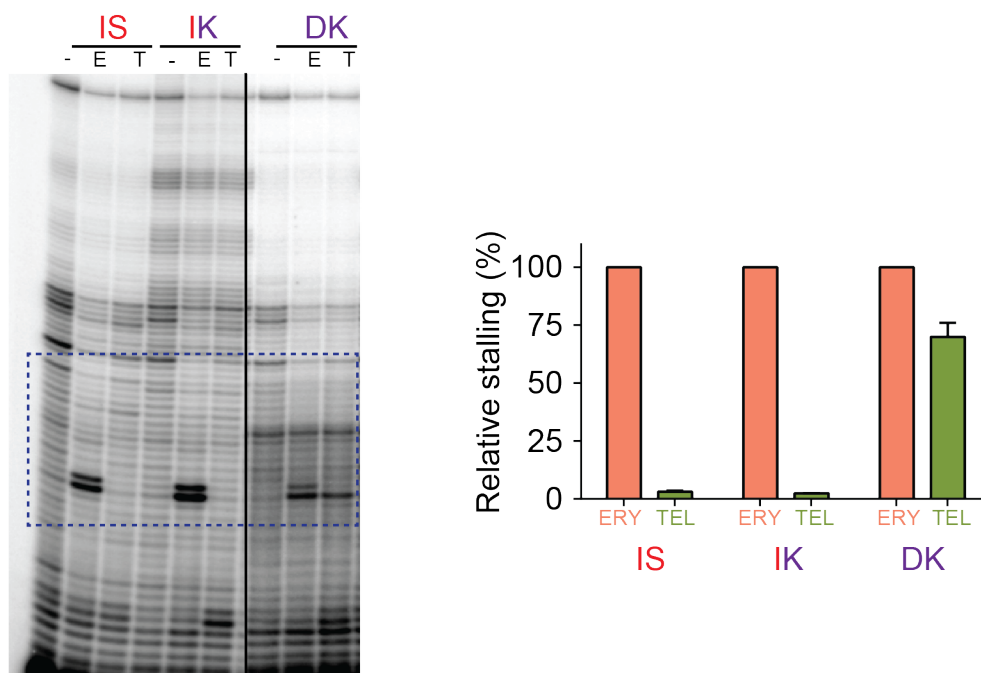 IS IK DK
- E T - E T - E T
Relative stalling (%)
100
75
50
25
0
ERY TEL ERY TEL ERY TEL
IS IK DK